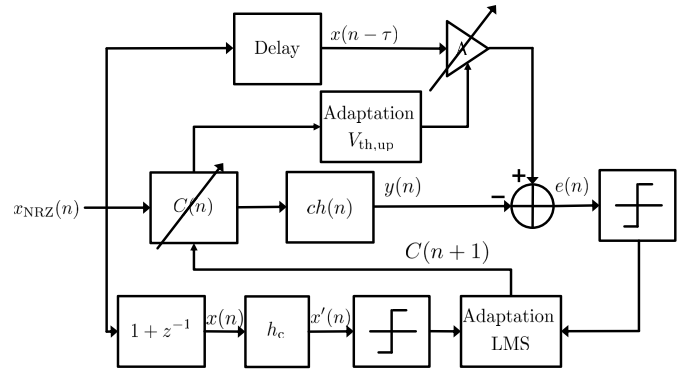 Delay
x(n − τ)
A
Adaptation
V_th,up
x_NRZ(n)
C(n)
ch(n)
y(n)
−
+
e(n)
C(n + 1)
1 + z^−1
x(n)
h_c
x′(n)
Adaptation
LMS